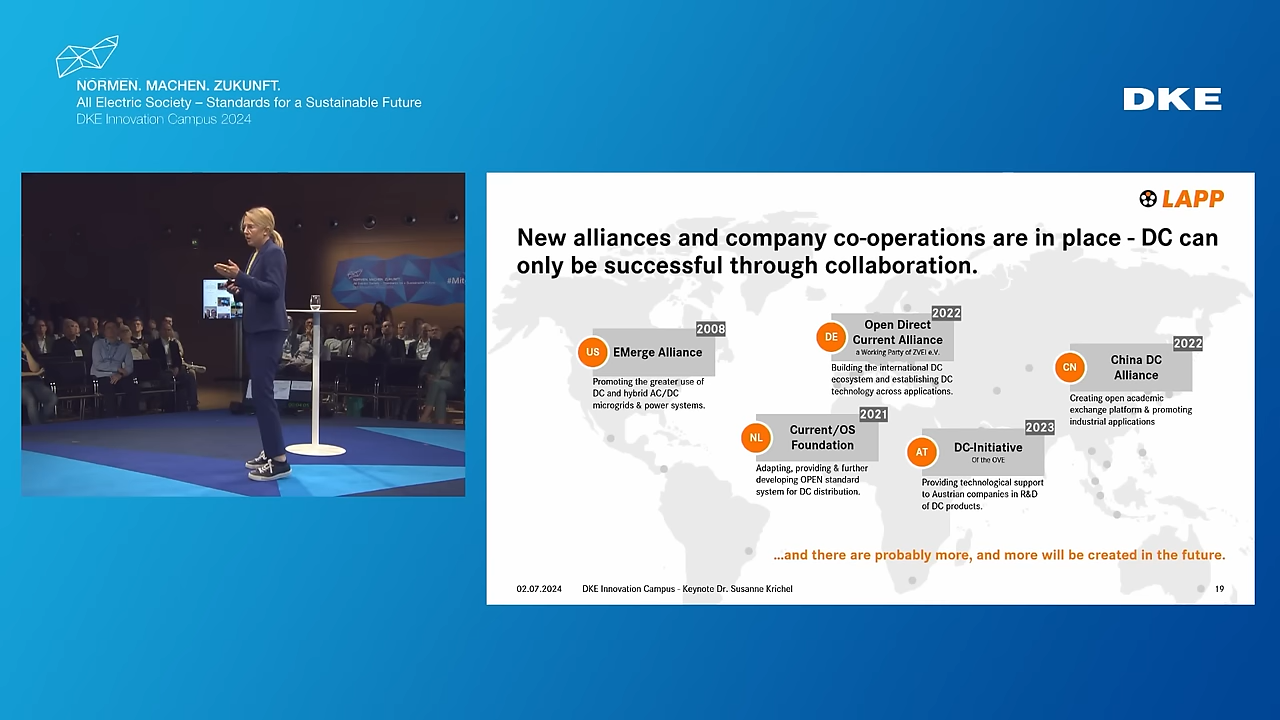 NORMEN. MACHEN. ZUKUNFT.
All Electric Society – Standards for a Sustainable Future
DKE Innovation Campus 2024
DKE
#Mit
LAPP
New alliances and company co-operations are in place - DC can
only be successful through collaboration.
2008
US
EMerge Alliance
Promoting the greater use of
DC and hybrid AC/DC
microgrids & power systems.
2022
DE
Open Direct
Current Alliance
a Working Party of ZVEI e.V.
Building the international DC
ecosystem and establishing DC
technology across applications.
2022
CN
China DC
Alliance
Creating open academic
exchange platform & promoting
industrial applications
2021
NL
Current/OS
Foundation
Adapting, providing & further
developing OPEN standard
system for DC distribution.
2023
AT
DC-Initiative
Of the OVE
Providing technological support
to Austrian companies in R&D
of DC products.
...and there are probably more, and more will be created in the future.
02.07.2024
DKE Innovation Campus - Keynote Dr. Susanne Krichel
19